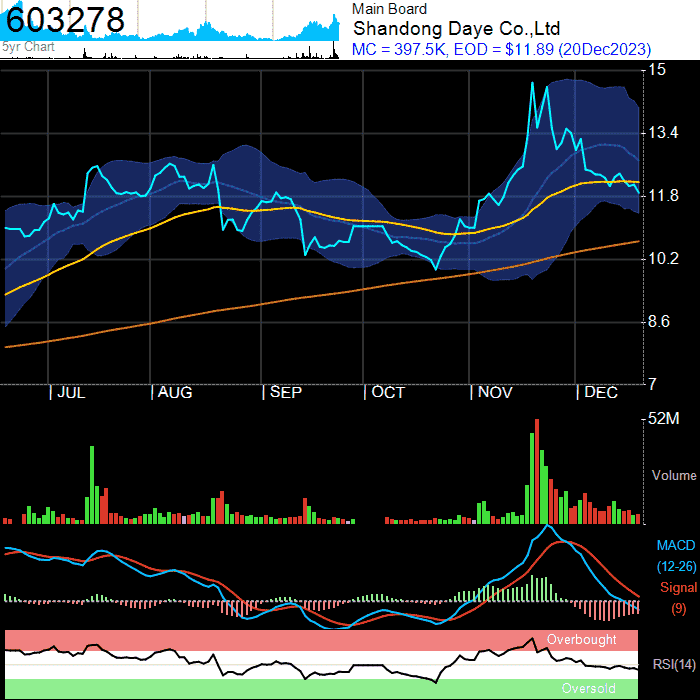 603278
5yr Chart
Main Board
Shandong Daye Co.,Ltd
MC = 397.5K, EOD = $11.89 (20Dec2023)
15
13.4
11.8
10.2
8.6
7
| JUL | AUG | SEP | OCT | NOV | DEC
52M
Volume
MACD
(12-26)
Signal
(9)
Overbought
RSI(14)
Oversold